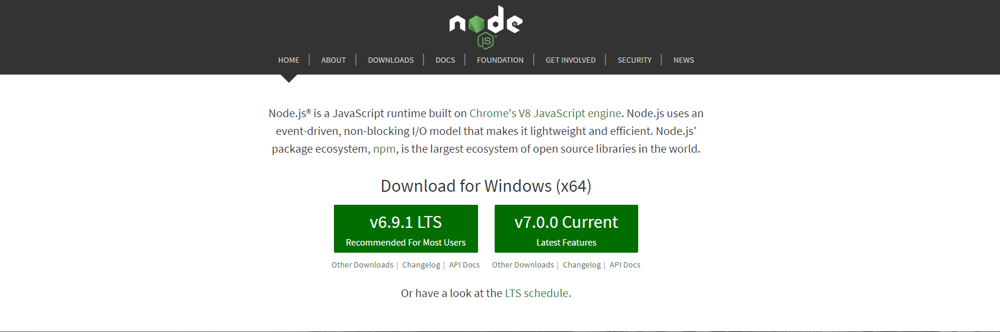 node
JS®
HOME | ABOUT | DOWNLOADS | DOCS | FOUNDATION | GET INVOLVED | SECURITY | NEWS
Node.js® is a JavaScript runtime built on Chrome's V8 JavaScript engine. Node.js uses an
event-driven, non-blocking I/O model that makes it lightweight and efficient. Node.js'
package ecosystem, npm, is the largest ecosystem of open source libraries in the world.
Download for Windows (x64)
v6.9.1 LTS
Recommended For Most Users
v7.0.0 Current
Latest Features
Other Downloads | Changelog | API Docs
Other Downloads | Changelog | API Docs
Or have a look at the LTS schedule.